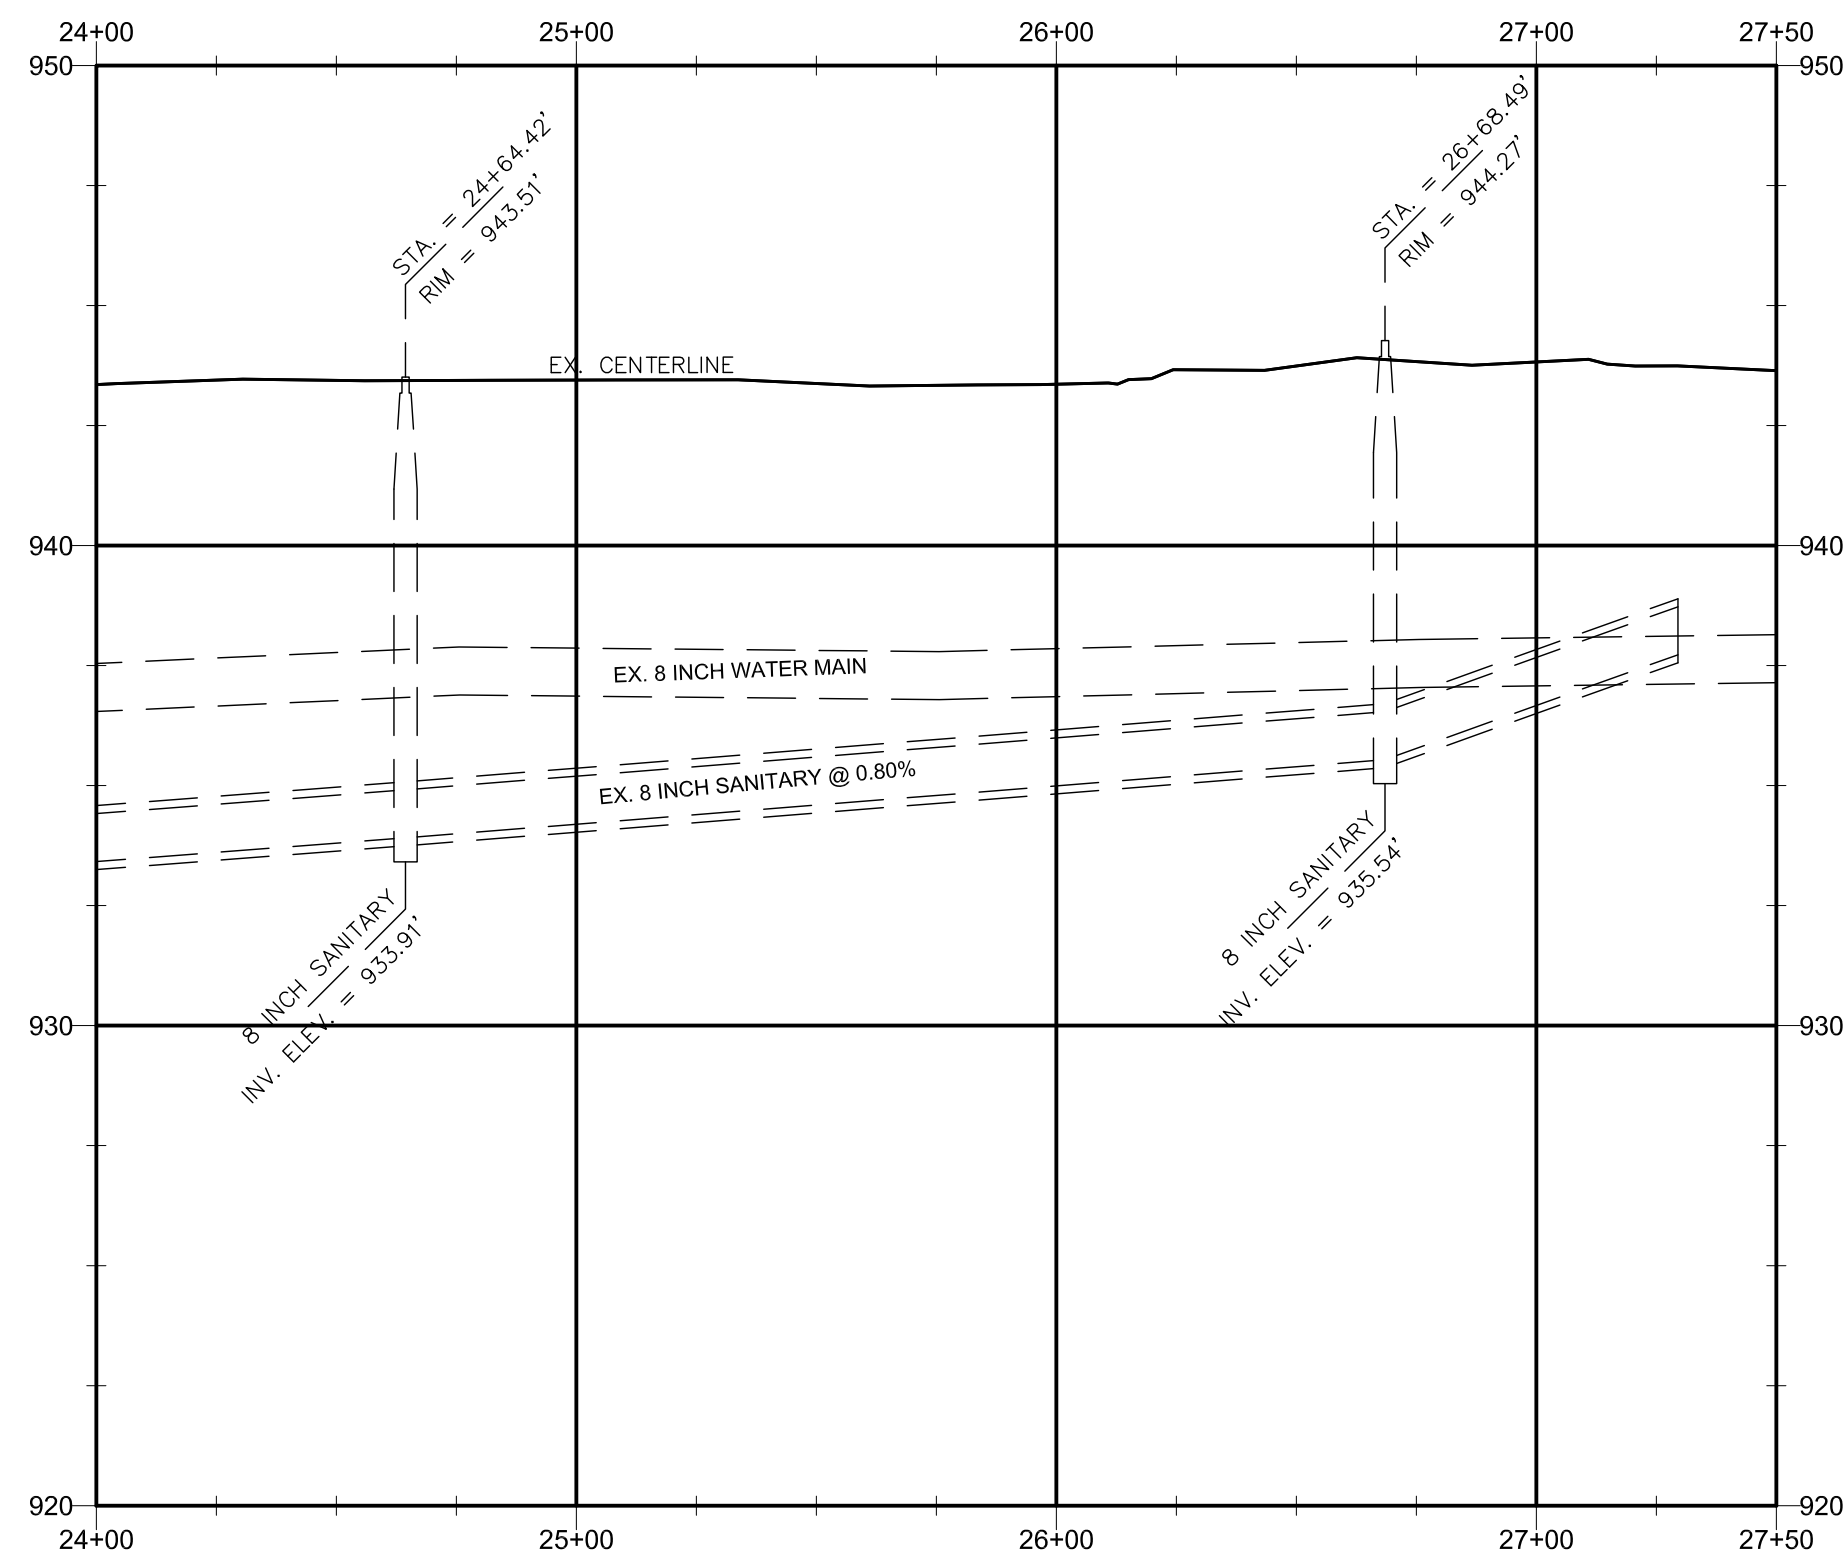 24+00 25+00 26+00 27+00 27+50
950 950
STA. = 24+64.42'
RIM = 943.51'
STA. = 26+68.49'
RIM = 944.27'
EX. CENTERLINE
940 940
EX. 8 INCH WATER MAIN
EX. 8 INCH SANITARY @ 0.80%
8 INCH SANITARY
INV. ELEV. = 933.91'
8 INCH SANITARY
INV. ELEV. = 935.54'
930 930
920 920
24+00 25+00 26+00 27+00 27+50